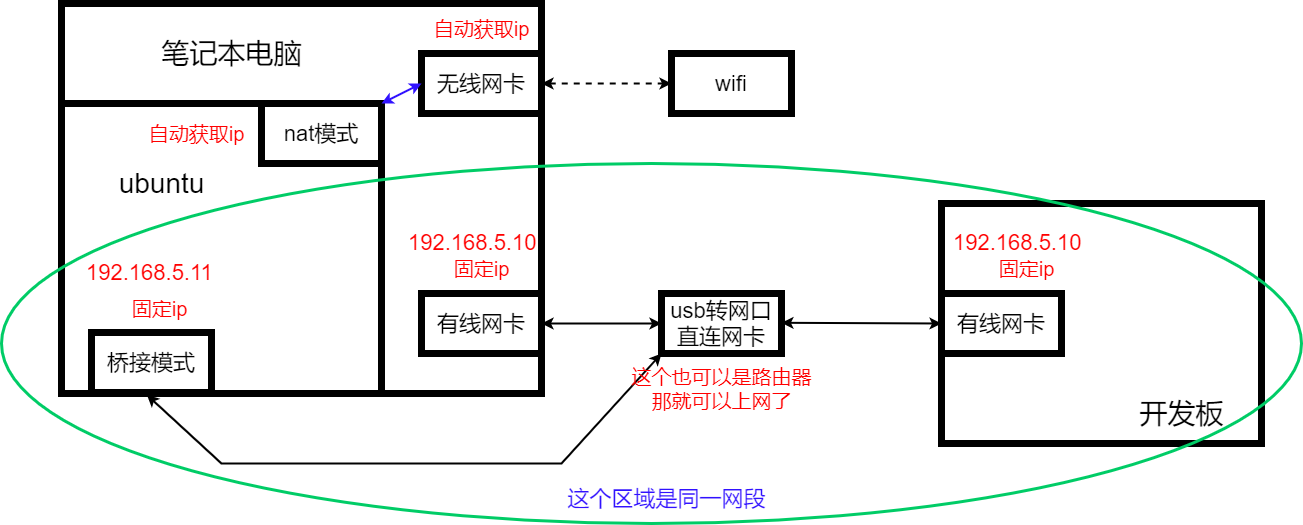 自动获取ip
笔记本电脑
无线网卡
wifi
自动获取ip
nat模式
ubuntu
192.168.5.10
固定ip
192.168.5.10
固定ip
192.168.5.11
固定ip
有线网卡
usb转网口
直连网卡
有线网卡
桥接模式
这个也可以是路由器
那就可以上网了
开发板
这个区域是同一网段